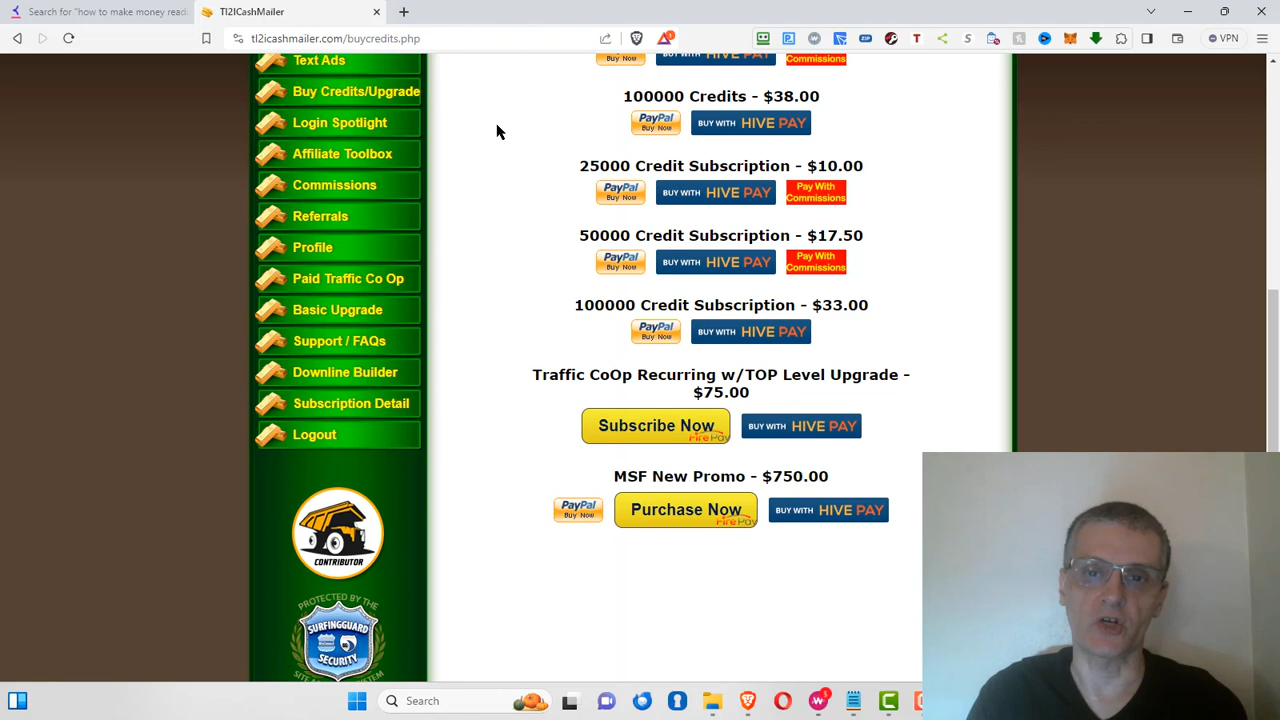 Search for "how to make money readi
TI2ICashMailer
tl2icashmailer.com/buycredits.php
VPN
Text Ads
Buy Credits/Upgrade
Login Spotlight
Affiliate Toolbox
Commissions
Referrals
Profile
Paid Traffic Co Op
Basic Upgrade
Support / FAQs
Downline Builder
Subscription Detail
Logout
CONTRIBUTOR
PROTECTED BY THE
SURFINGGUARD
SECURITY
Buy Now
Commissions
100000 Credits - $38.00
PayPal
Buy Now
BUY WITH HIVE PAY
25000 Credit Subscription - $10.00
PayPal
Buy Now
BUY WITH HIVE PAY
Pay With
Commissions
50000 Credit Subscription - $17.50
PayPal
Buy Now
BUY WITH HIVE PAY
Pay With
Commissions
100000 Credit Subscription - $33.00
PayPal
Buy Now
BUY WITH HIVE PAY
Traffic CoOp Recurring w/TOP Level Upgrade -
$75.00
Subscribe Now
FirePay
BUY WITH HIVE PAY
MSF New Promo - $750.00
PayPal
Buy Now
Purchase Now
FirePay
BUY WITH HIVE PAY
Search